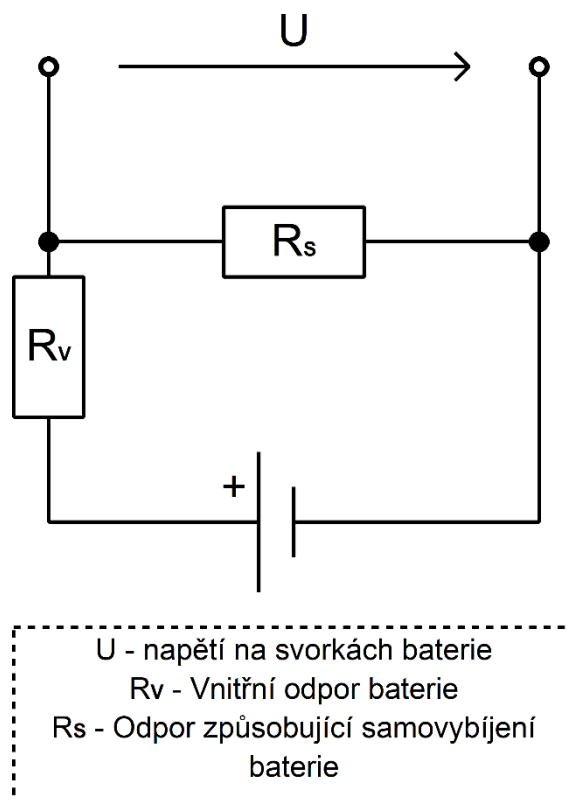 U
Rs
Rv
+
U - napětí na svorkách baterie
Rv - Vnitřní odpor baterie
Rs - Odpor způsobující samovybíjení
baterie